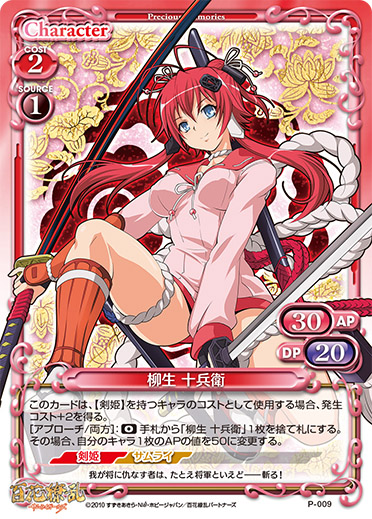 Precious Memories
Character
COST
2
SOURCE
1
30 AP
DP 20
柳生 十兵衛
このカードは、【剣姫】を持つキャラのコストとして使用する場合、発生
コスト+2を得る。
[アプローチ/両方]: 手札から「柳生 十兵衛」1枚を捨て札にする。
その場合、自分のキャラ1枚のAPの値を50に変更する。
剣姫 サムライ
我が将に仇なす者は、たとえ将軍といえど―斬る!
百花繚乱
サムライガールズ
©2010 すずきあきら・Niθ・ホビージャパン/百花繚乱パートナーズ
P-009